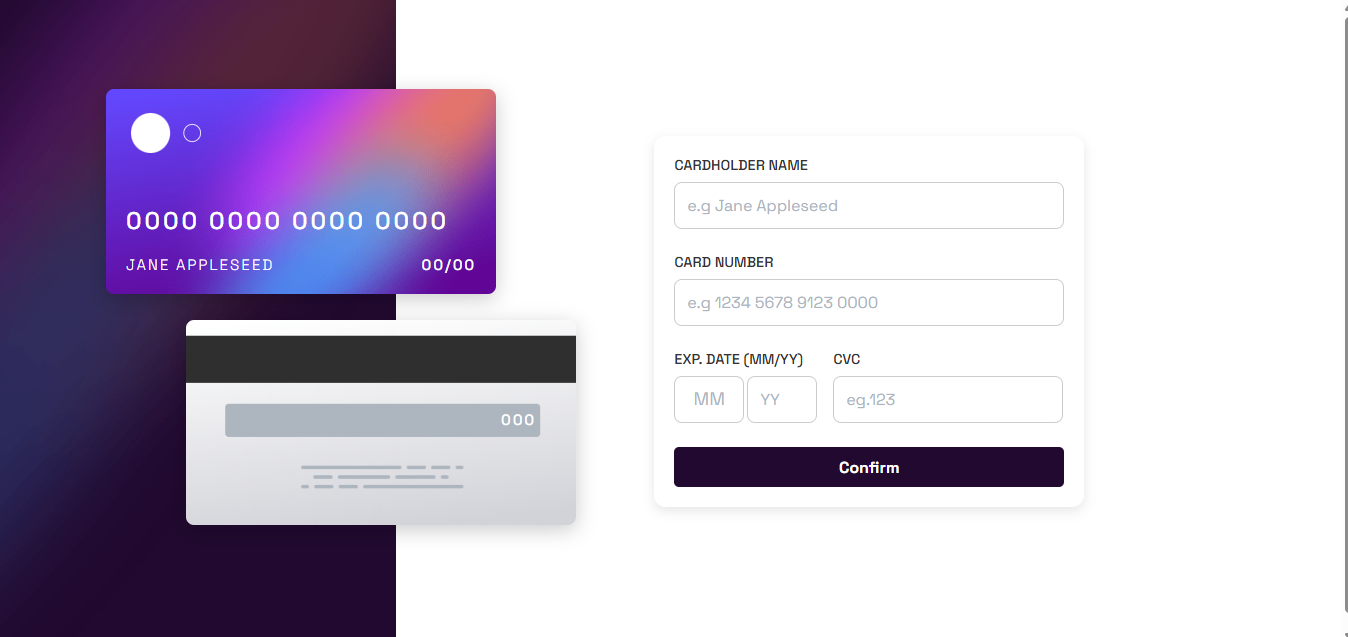 0000 0000 0000 0000
JANE APPLESEED 00/00
000
CARDHOLDER NAME
e.g Jane Appleseed
CARD NUMBER
e.g 1234 5678 9123 0000
EXP. DATE (MM/YY) CVC
MM YY eg.123
Confirm